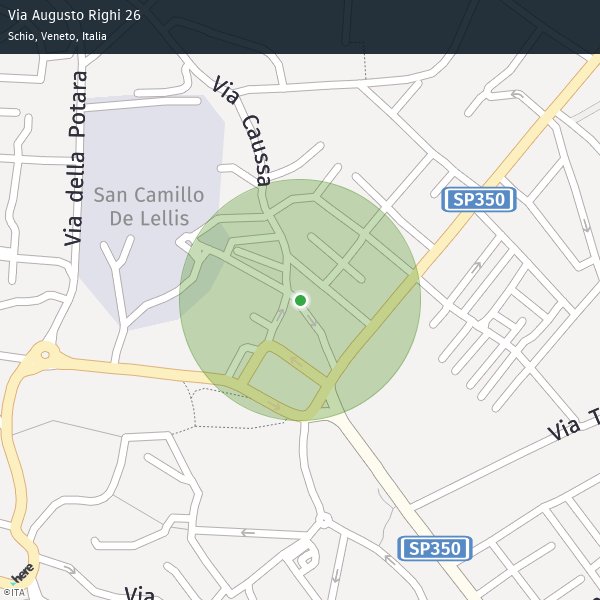 Via Augusto Righi 26
Schio, Veneto, Italia
Via Caussa
Via della Potara
San Camillo
De Lellis
SP350
Via T
SP350
here
Via
©ITA